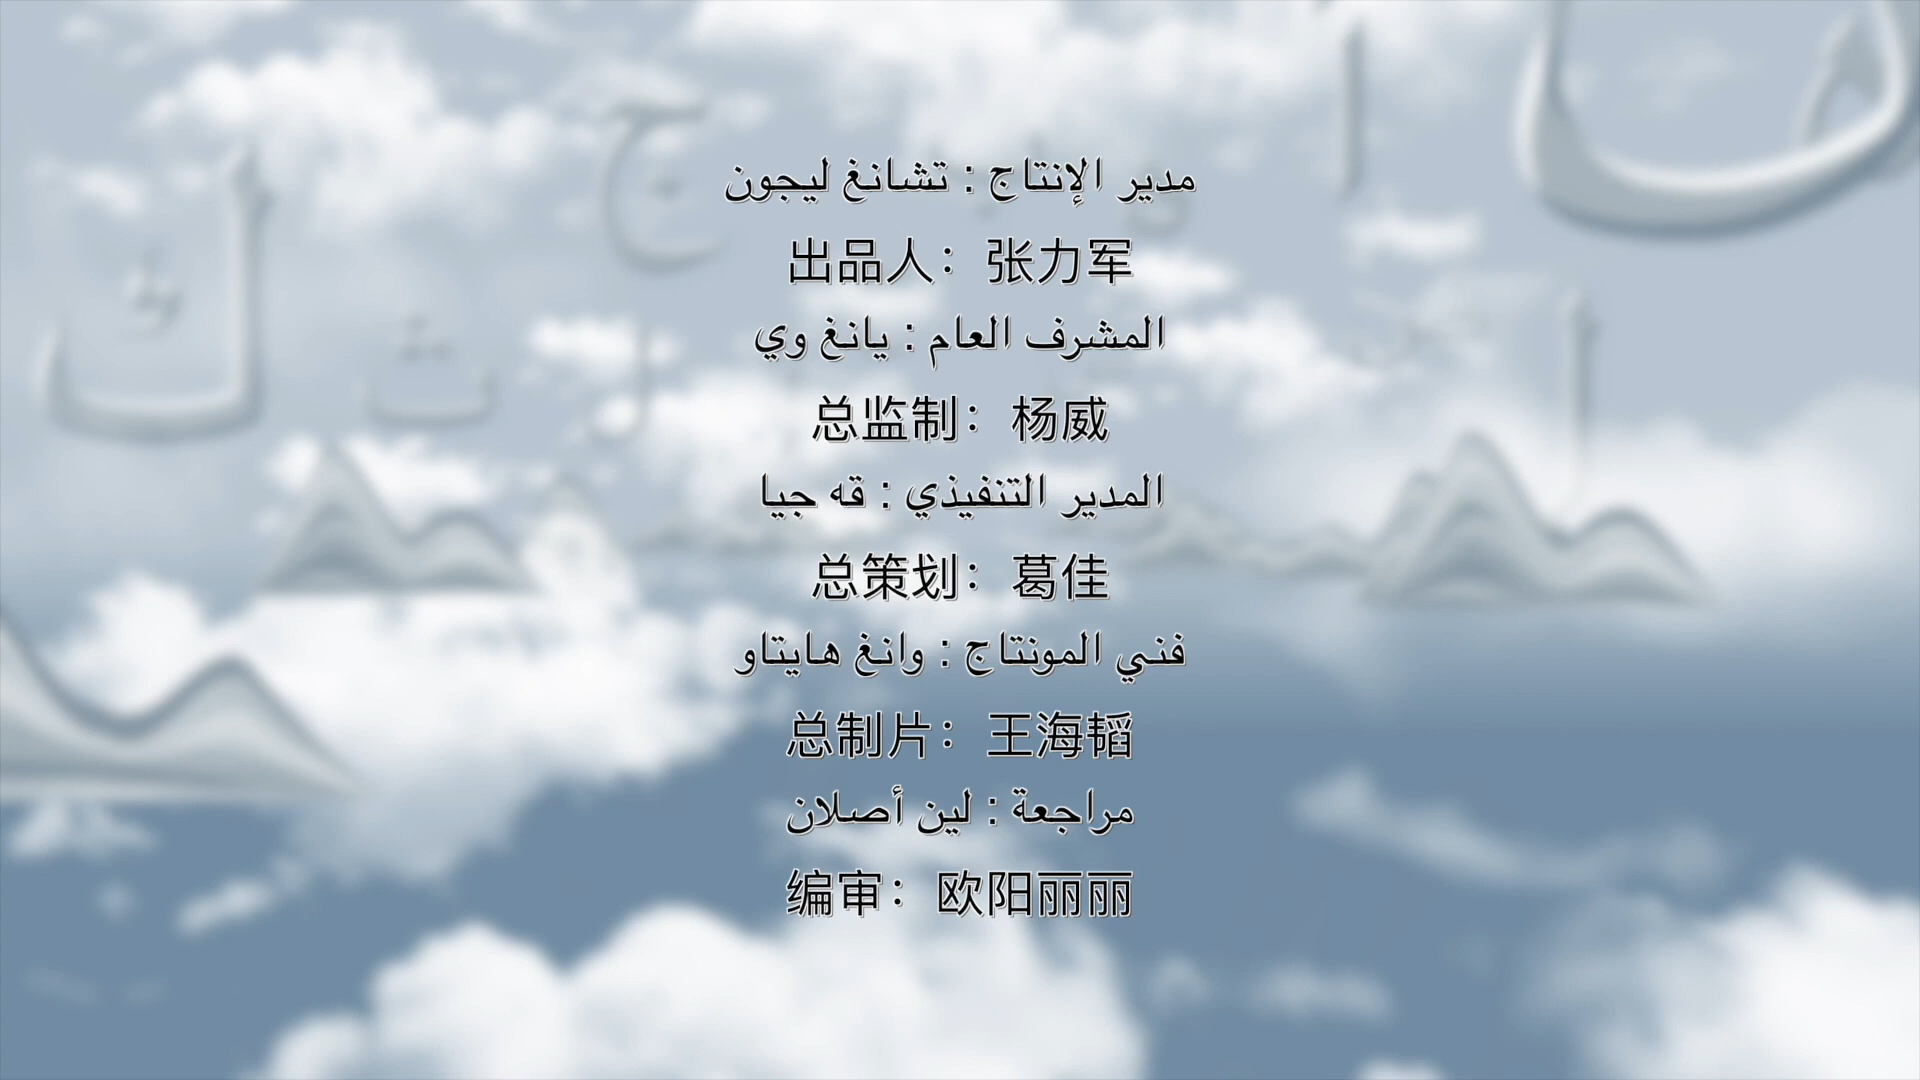 مدير الإنتاج : تشانغ ليجون
出品人：张力军
المشرف العام : يانغ وي
总监制：杨威
المدير التنفيذي : قه جيا
总策划：葛佳
فني المونتاج : وانغ هايتاو
总制片：王海韬
مراجعة : لين أصلان
编审：欧阳丽丽